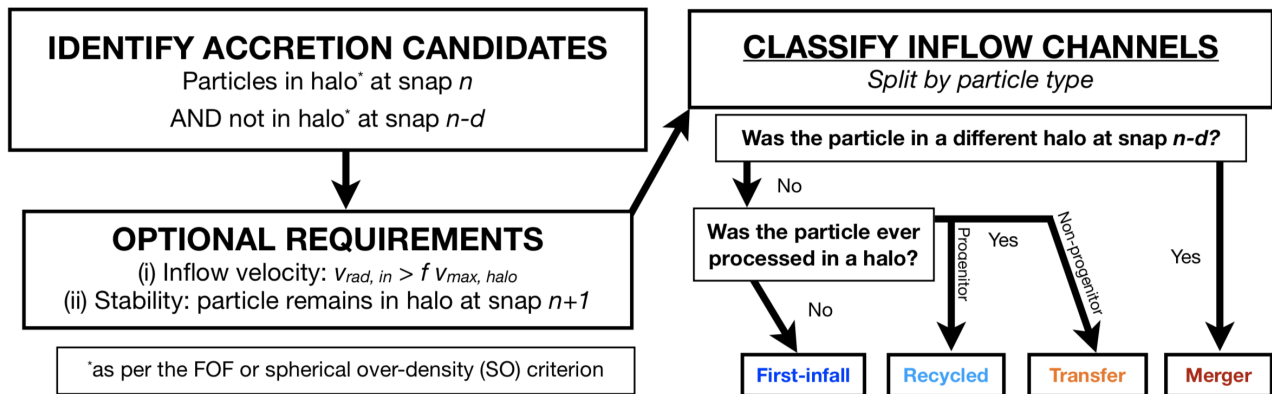 IDENTIFY ACCRETION CANDIDATES
Particles in halo* at snap n
AND not in halo* at snap n-d
OPTIONAL REQUIREMENTS
(i) Inflow velocity: v_rad, in > f v_max, halo
(ii) Stability: particle remains in halo at snap n+1
*as per the FOF or spherical over-density (SO) criterion
CLASSIFY INFLOW CHANNELS
Split by particle type
Was the particle in a different halo at snap n-d?
No
Yes
Was the particle ever
processed in a halo?
No
Progenitor
Yes
Non-progenitor
First-infall
Recycled
Transfer
Merger